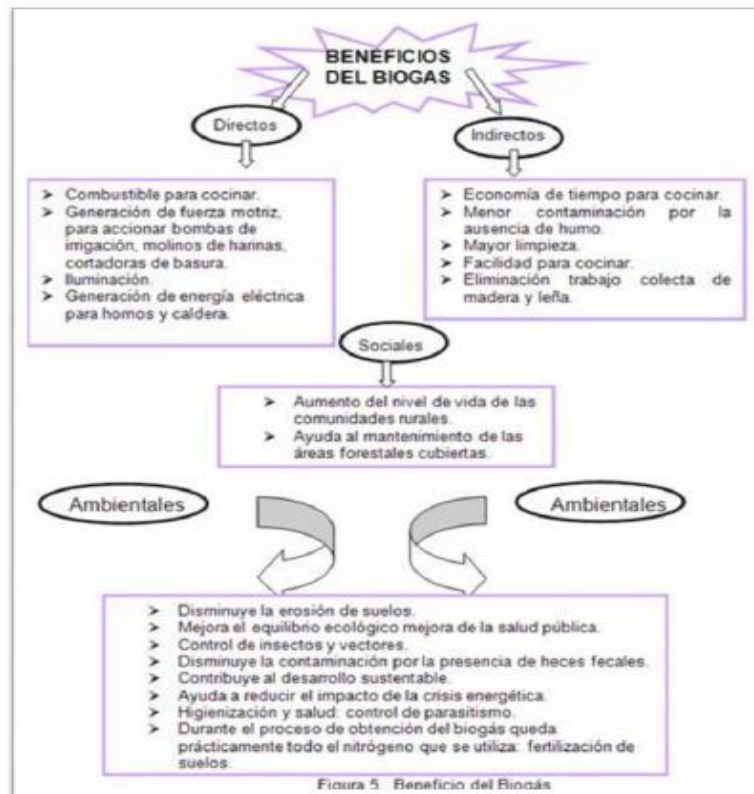 BENEFICIOS
DEL BIOGAS
Directos
Indirectos
➤ Combustible para cocinar.
➤ Generación de fuerza motriz,
para accionar bombas de
irrigación, molinos de harinas,
cortadoras de basura.
➤ Iluminación.
➤ Generación de energía eléctrica
para hornos y caldera.
➤ Economía de tiempo para cocinar.
➤ Menor contaminación por la
ausencia de humo.
➤ Mayor limpieza.
➤ Facilidad para cocinar.
➤ Eliminación trabajo colecta de
madera y leña.
Sociales
➤ Aumento del nivel de vida de las
comunidades rurales.
➤ Ayuda al mantenimiento de las
áreas forestales cubiertas.
Ambientales
Ambientales
➤ Disminuye la erosión de suelos.
➤ Mejora el equilibrio ecológico mejora de la salud pública.
➤ Control de insectos y vectores.
➤ Disminuye la contaminación por la presencia de heces fecales.
➤ Contribuye al desarrollo sustentable.
➤ Ayuda a reducir el impacto de la crisis energética.
➤ Higienización y salud: control de parasitismo.
➤ Durante el proceso de obtención del biogás queda
prácticamente todo el nitrógeno que se utiliza: fertilización de
suelos.
Figura 5. Beneficio del Biogás